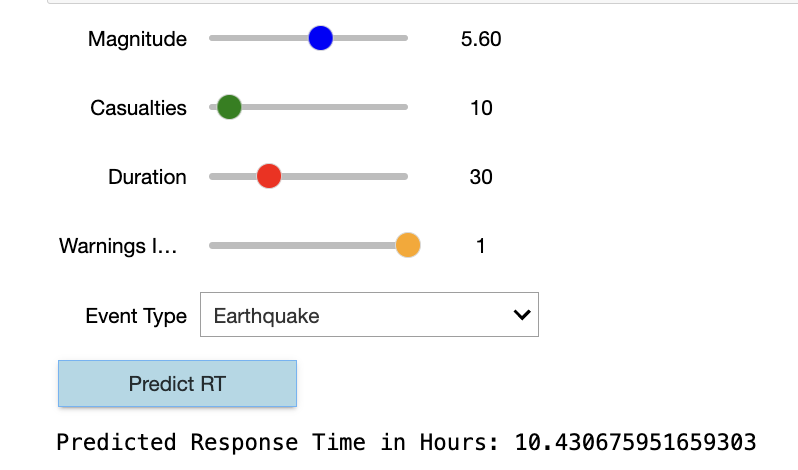 Magnitude 5.60
Casualties 10
Duration 30
Warnings I... 1
Event Type Earthquake
Predict RT
Predicted Response Time in Hours: 10.430675951659303